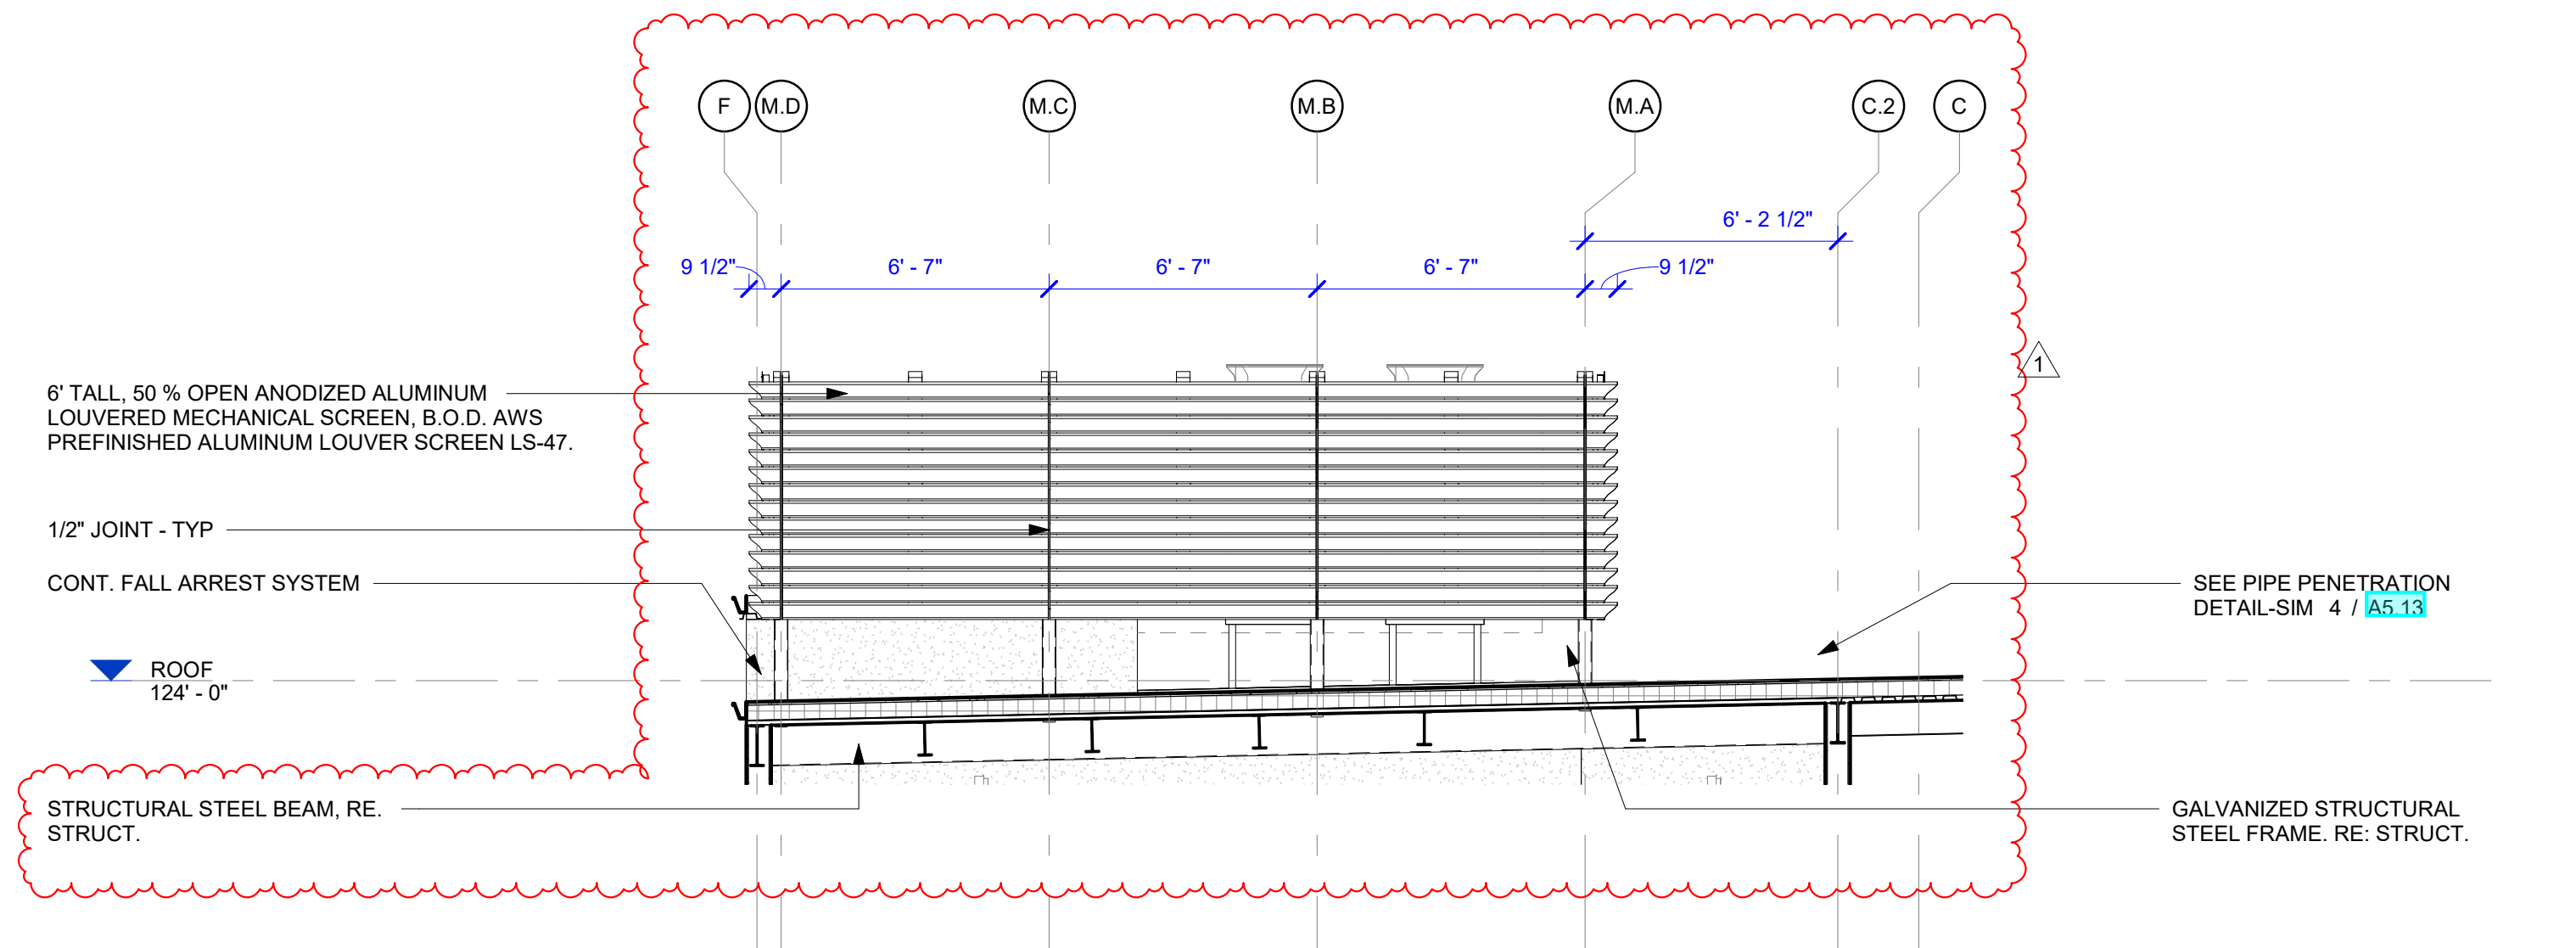 F
M.D
M.C
M.B
M.A
C.2
C
6' - 2 1/2"
9 1/2"
6' - 7"
6' - 7"
6' - 7"
9 1/2"
1
6' TALL, 50 % OPEN ANODIZED ALUMINUM
LOUVERED MECHANICAL SCREEN, B.O.D. AWS
PREFINISHED ALUMINUM LOUVER SCREEN LS-47.
1/2" JOINT - TYP
CONT. FALL ARREST SYSTEM
SEE PIPE PENETRATION
DETAIL-SIM 4 / A5.13
ROOF
124' - 0"
STRUCTURAL STEEL BEAM, RE.
STRUCT.
GALVANIZED STRUCTURAL
STEEL FRAME. RE: STRUCT.